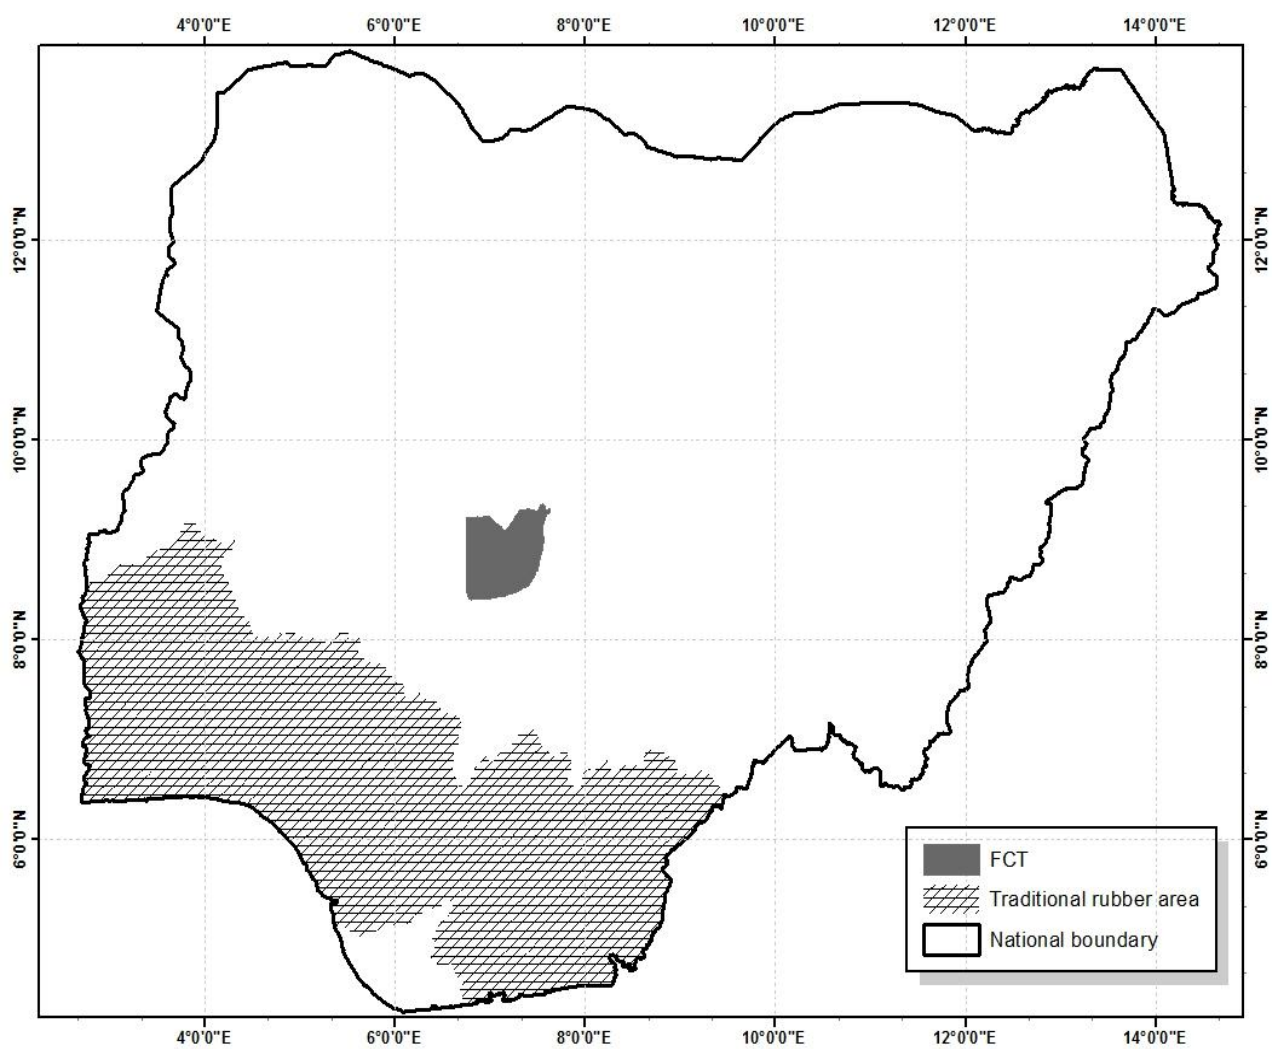 4°0'0"E 6°0'0"E 8°0'0"E 10°0'0"E 12°0'0"E 14°0'0"E
12°0'0"N 12°0'0"N
10°0'0"N 10°0'0"N
8°0'0"N 8°0'0"N
6°0'0"N 6°0'0"N
FCT
Traditional rubber area
National boundary
4°0'0"E 6°0'0"E 8°0'0"E 10°0'0"E 12°0'0"E 14°0'0"E